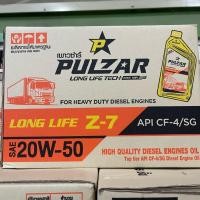 เพาวซ่าร์
PULZAR
LONG LIFE TECH
FOR HEAVY DUTY DIESEL ENGINES
LONG LIFE Z-7 API CF-4/SG
SAE 20W-50
HIGH QUALITY DIESEL ENGINES OIL
Top tier API CF-4/SG Diesel Engine Oil